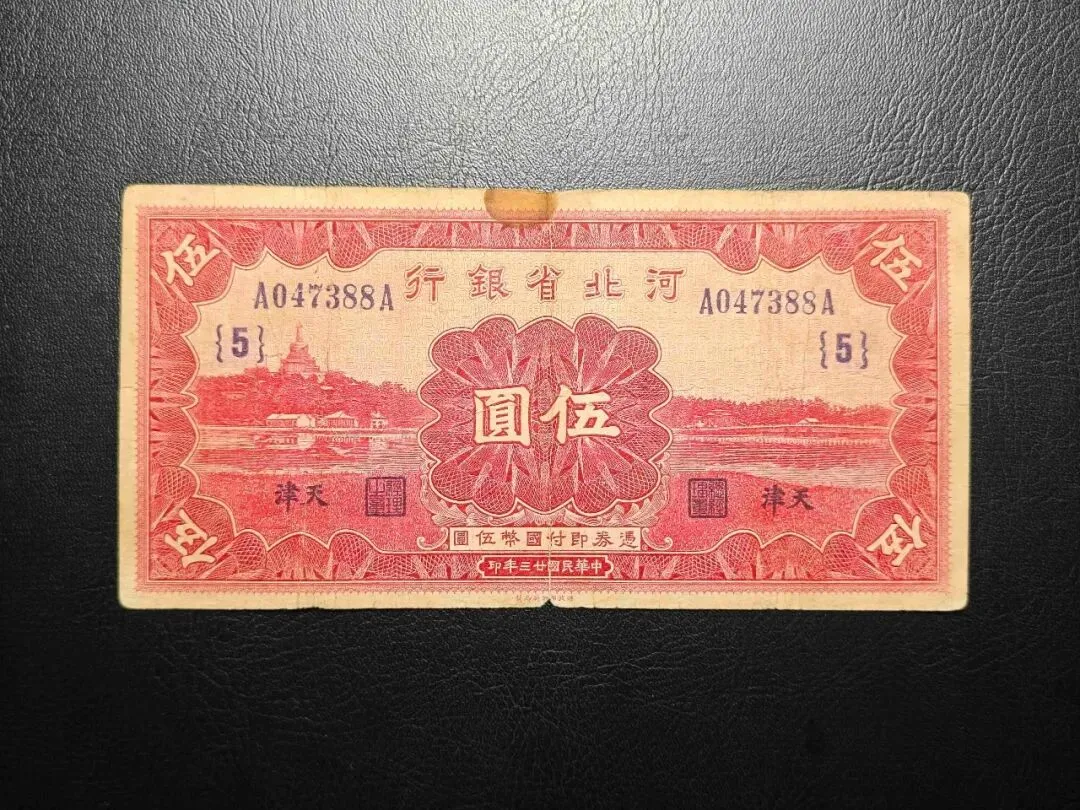 伍 伍
河北省銀行
A047388A A047388A
{5} {5}
伍圓
天津 天津
憑券即付國幣伍圓
中華民國廿三年印
伍 伍